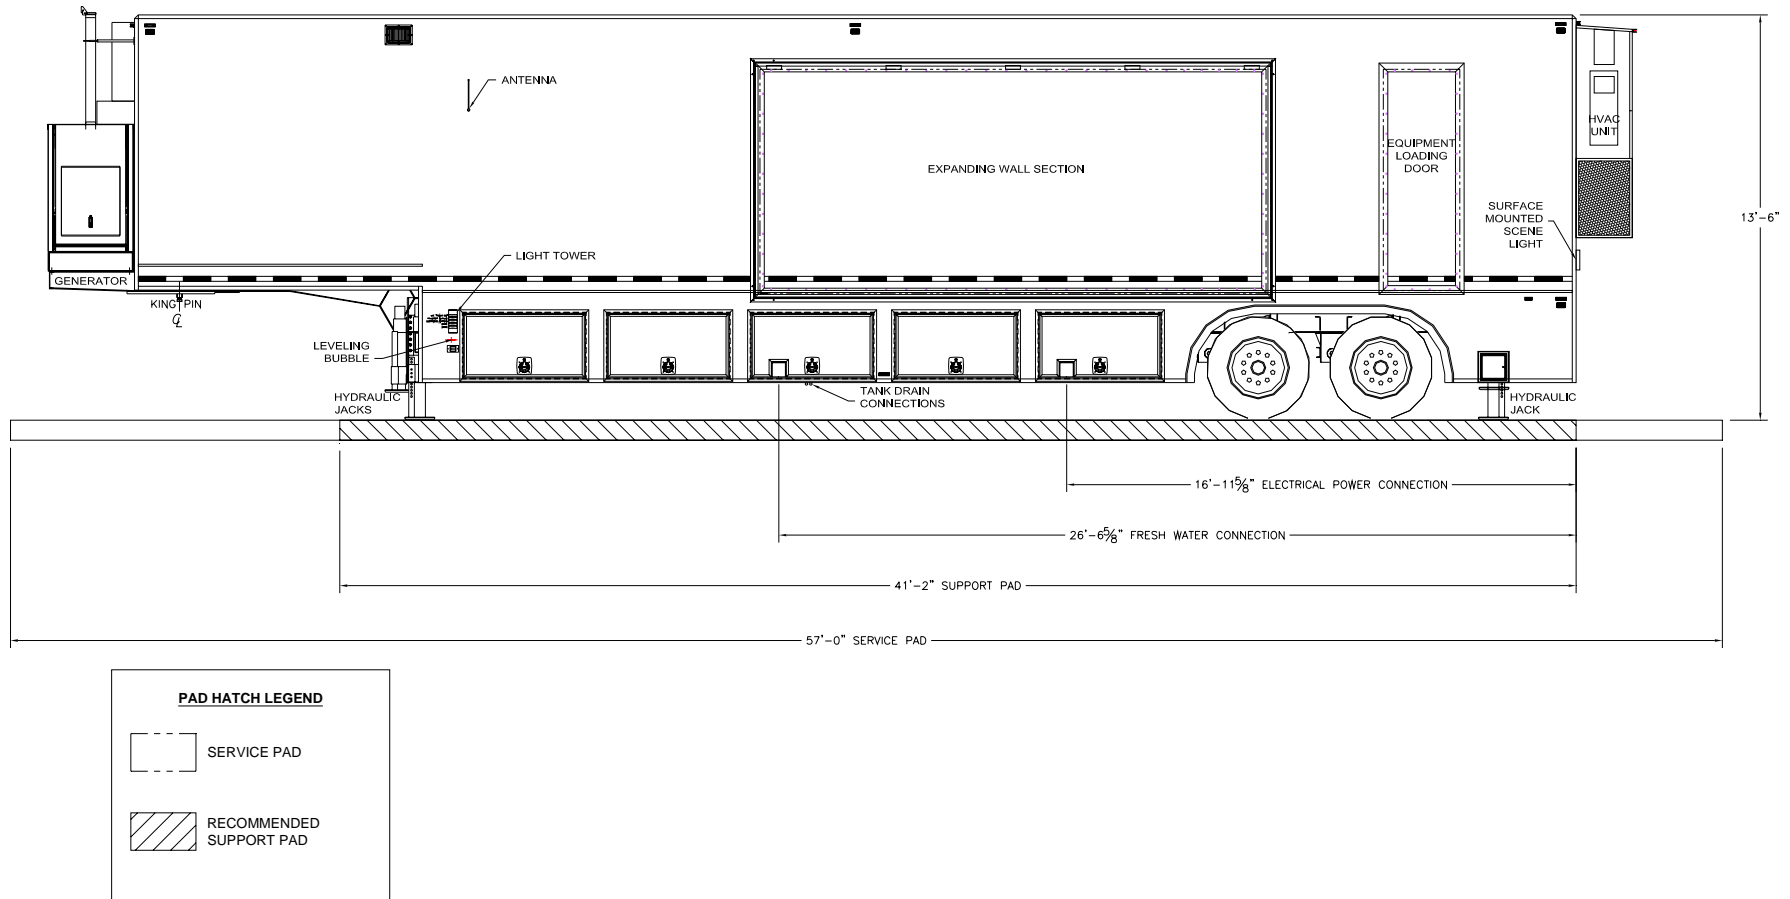 ANTENNA
HVAC
UNIT
EQUIPMENT
LOADING
DOOR
EXPANDING WALL SECTION
SURFACE
MOUNTED
SCENE
LIGHT
13'-6"
LIGHT TOWER
GENERATOR
KING PIN
℄
LEVELING
BUBBLE
HYDRAULIC
JACKS
TANK DRAIN
CONNECTIONS
HYDRAULIC
JACK
16'-11⅝" ELECTRICAL POWER CONNECTION
26'-6⅝" FRESH WATER CONNECTION
41'-2" SUPPORT PAD
57'-0" SERVICE PAD
PAD HATCH LEGEND
SERVICE PAD
RECOMMENDED
SUPPORT PAD